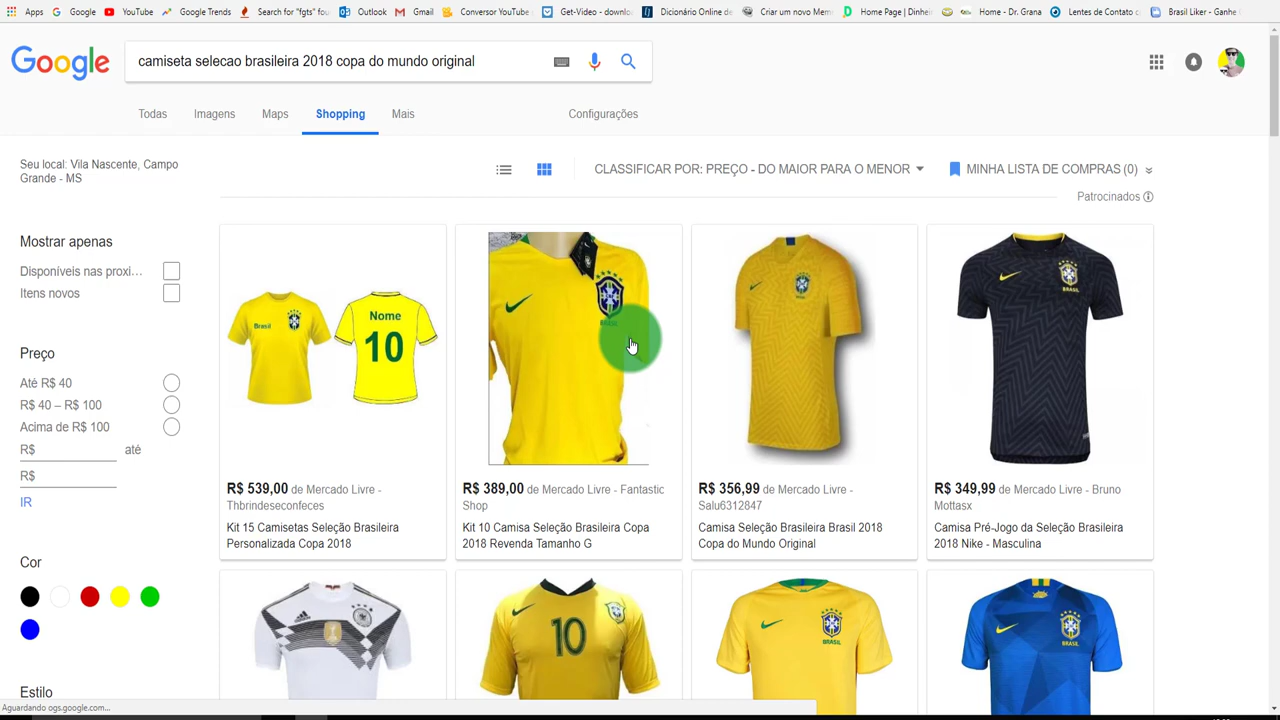 Apps
Google
YouTube
Google Trends
Search for "fgts" fou
Outlook
Gmail
Conversor YouTube
Get-Video - downlo
Dicionário Online de
Criar um novo Mem
Home Page | Dinhei
Home - Dr. Grana
Lentes de Contato c
Brasil Liker - Ganhe
Google
camiseta selecao brasileira 2018 copa do mundo original
Todas
Imagens
Maps
Shopping
Mais
Configurações
Seu local: Vila Nascente, Campo
Grande - MS
CLASSIFICAR POR: PREÇO - DO MAIOR PARA O MENOR
MINHA LISTA DE COMPRAS (0)
Patrocinados
Mostrar apenas
Disponíveis nas proxi...
Itens novos
Preço
Até R$ 40
R$ 40 – R$ 100
Acima de R$ 100
R$ até
R$
IR
Cor
Estilo
Brasil
Nome
10
BRASIL
BRASIL
R$ 539,00 de Mercado Livre -
Thbrindeseconfeces
Kit 15 Camisetas Seleção Brasileira
Personalizada Copa 2018
R$ 389,00 de Mercado Livre - Fantastic
Shop
Kit 10 Camisa Seleção Brasileira Copa
2018 Revenda Tamanho G
R$ 356,99 de Mercado Livre -
Salu6312847
Camisa Seleção Brasileira Brasil 2018
Copa do Mundo Original
R$ 349,99 de Mercado Livre - Bruno
Mottasx
Camisa Pré-Jogo da Seleção Brasileira
2018 Nike - Masculina
10
BRASIL
BRASIL
Aguardando ogs.google.com...